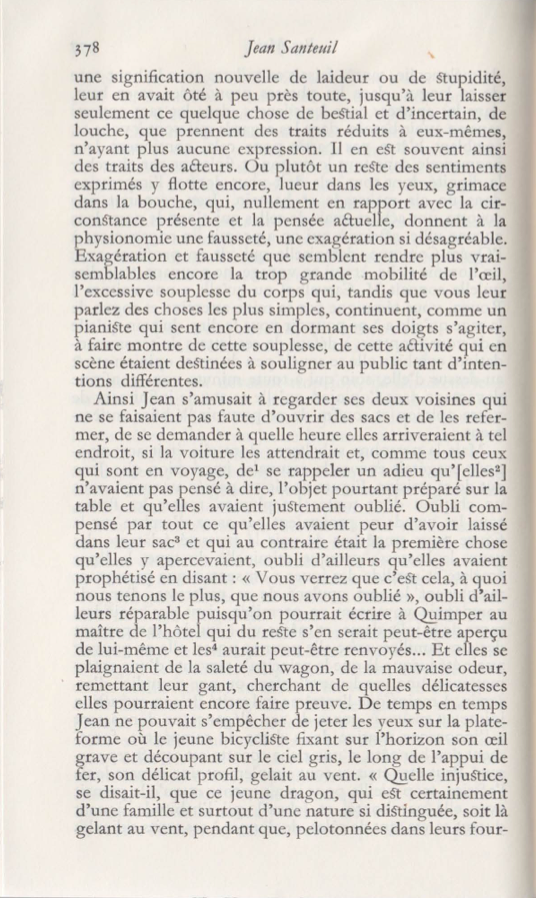 378
Jean Santeuil
une signification nouvelle de laideur ou de stupidité,
leur en avait ôté à peu près toute, jusqu'à leur laisser
seulement ce quelque chose de bestial et d'incertain, de
louche, que prennent des traits réduits à eux-mêmes,
n'ayant plus aucune expression. Il en est souvent ainsi
des traits des acteurs. Ou plutôt un reste des sentiments
exprimés y flotte encore, lueur dans les yeux, grimace
dans la bouche, qui, nullement en rapport avec la cir-
constance présente et la pensée actuelle, donnent à la
physionomie une fausseté, une exagération si désagréable.
Exagération et fausseté que semblent rendre plus vrai-
semblables encore la trop grande mobilité de l'œil,
l'excessive souplesse du corps qui, tandis que vous leur
parlez des choses les plus simples, continuent, comme un
pianiste qui sent encore en dormant ses doigts s'agiter,
à faire montre de cette souplesse, de cette activité qui en
scène étaient destinées à souligner au public tant d'inten-
tions différentes.
Ainsi Jean s'amusait à regarder ses deux voisines qui
ne se faisaient pas faute d'ouvrir des sacs et de les refer-
mer, de se demander à quelle heure elles arriveraient à tel
endroit, si la voiture les attendrait et, comme tous ceux
qui sont en voyage, de¹ se rappeler un adieu qu'[elles²]
n'avaient pas pensé à dire, l'objet pourtant préparé sur la
table et qu'elles avaient justement oublié. Oubli com-
pensé par tout ce qu'elles avaient peur d'avoir laissé
dans leur sac³ et qui au contraire était la première chose
qu'elles y apercevaient, oubli d'ailleurs qu'elles avaient
prophétisé en disant : « Vous verrez que c'est cela, à quoi
nous tenons le plus, que nous avons oublié », oubli d'ail-
leurs réparable puisqu'on pourrait écrire à Quimper au
maître de l'hôtel qui du reste s'en serait peut-être aperçu
de lui-même et les⁴ aurait peut-être renvoyés... Et elles se
plaignaient de la saleté du wagon, de la mauvaise odeur,
remettant leur gant, cherchant de quelles délicatesses
elles pourraient encore faire preuve. De temps en temps
Jean ne pouvait s'empêcher de jeter les yeux sur la plate-
forme où le jeune bicycliste fixant sur l'horizon son œil
grave et découpant sur le ciel gris, le long de l'appui de
fer, son délicat profil, gelait au vent. « Quelle injustice,
se disait-il, que ce jeune dragon, qui est certainement
d'une famille et surtout d'une nature si distinguée, soit là
gelant au vent, pendant que, pelotonnées dans leurs four-